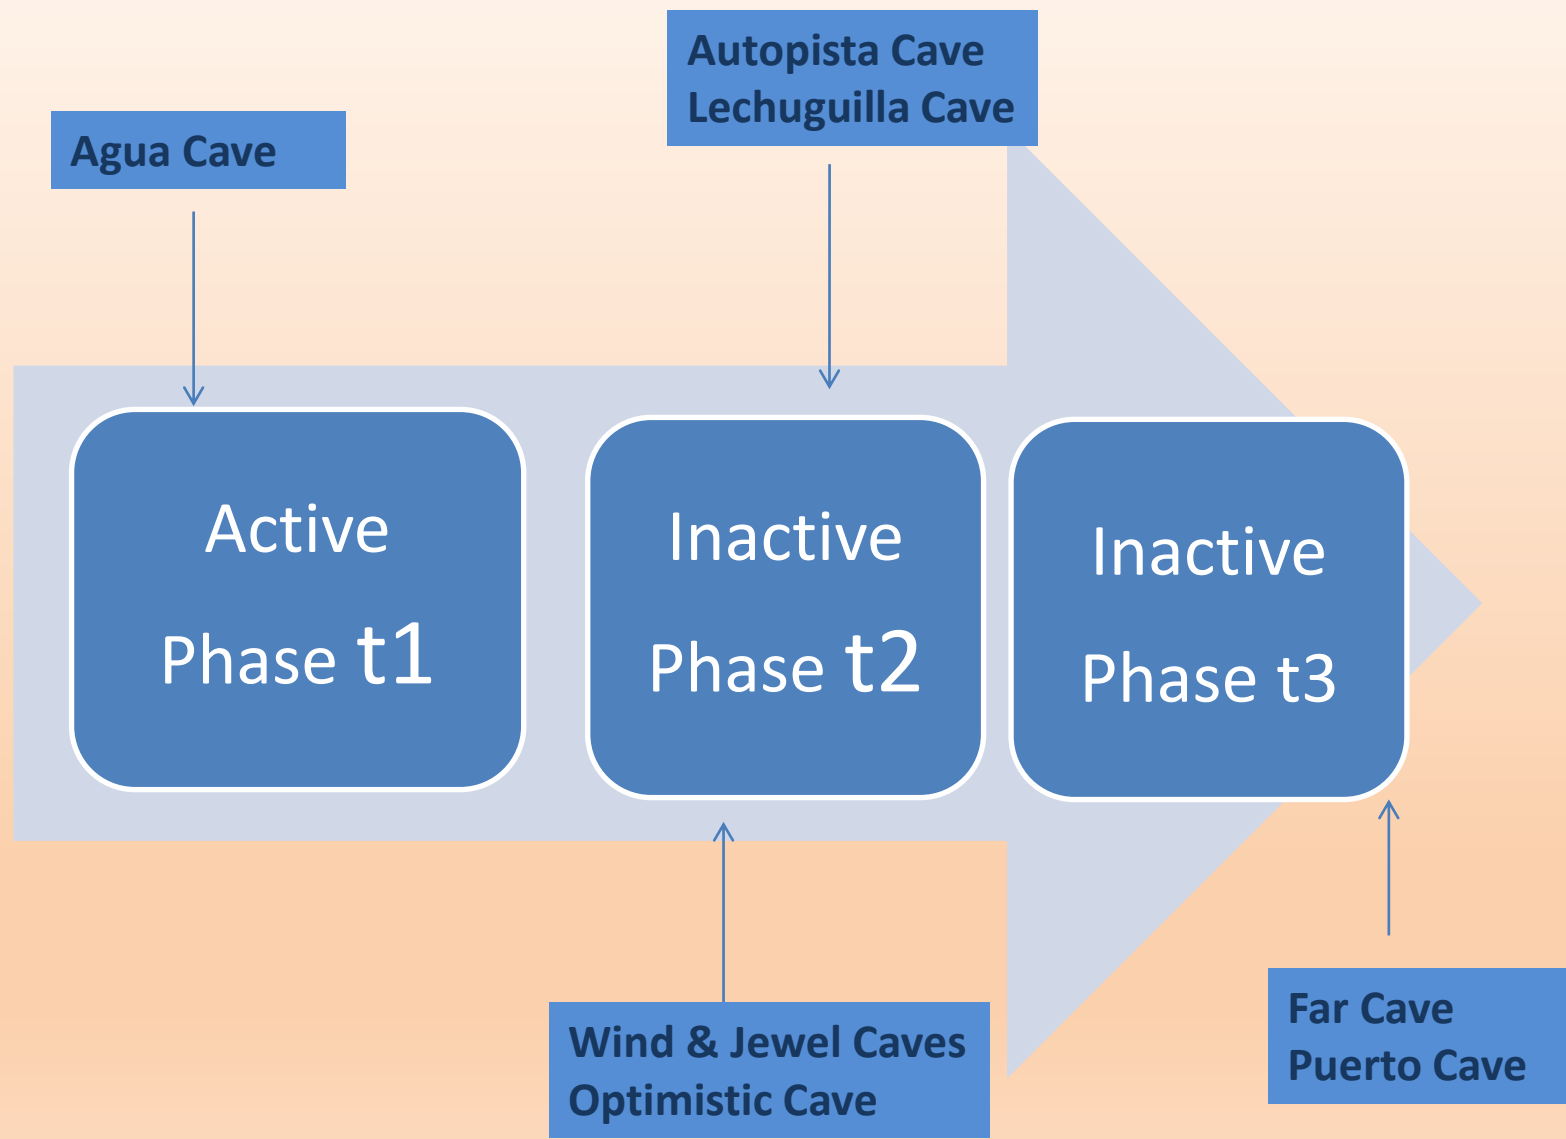 Autopista Cave
Lechuguilla Cave
Agua Cave
Active
Phase t1
Inactive
Phase t2
Inactive
Phase t3
Wind & Jewel Caves
Optimistic Cave
Far Cave
Puerto Cave